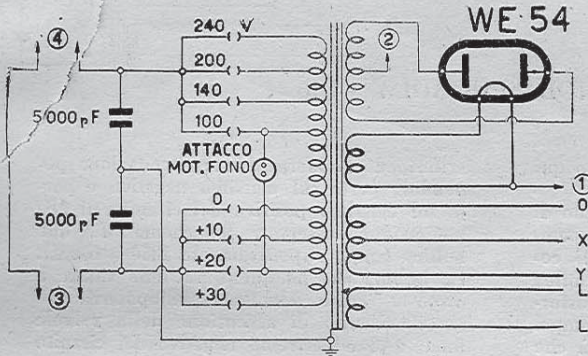 WE 54
④
240 V
②
200
140
5000 pF
100
ATTACCO
MOT. FONO
①
0
O
5000 pF
+10
X
+20
Y
③
+30
L
L